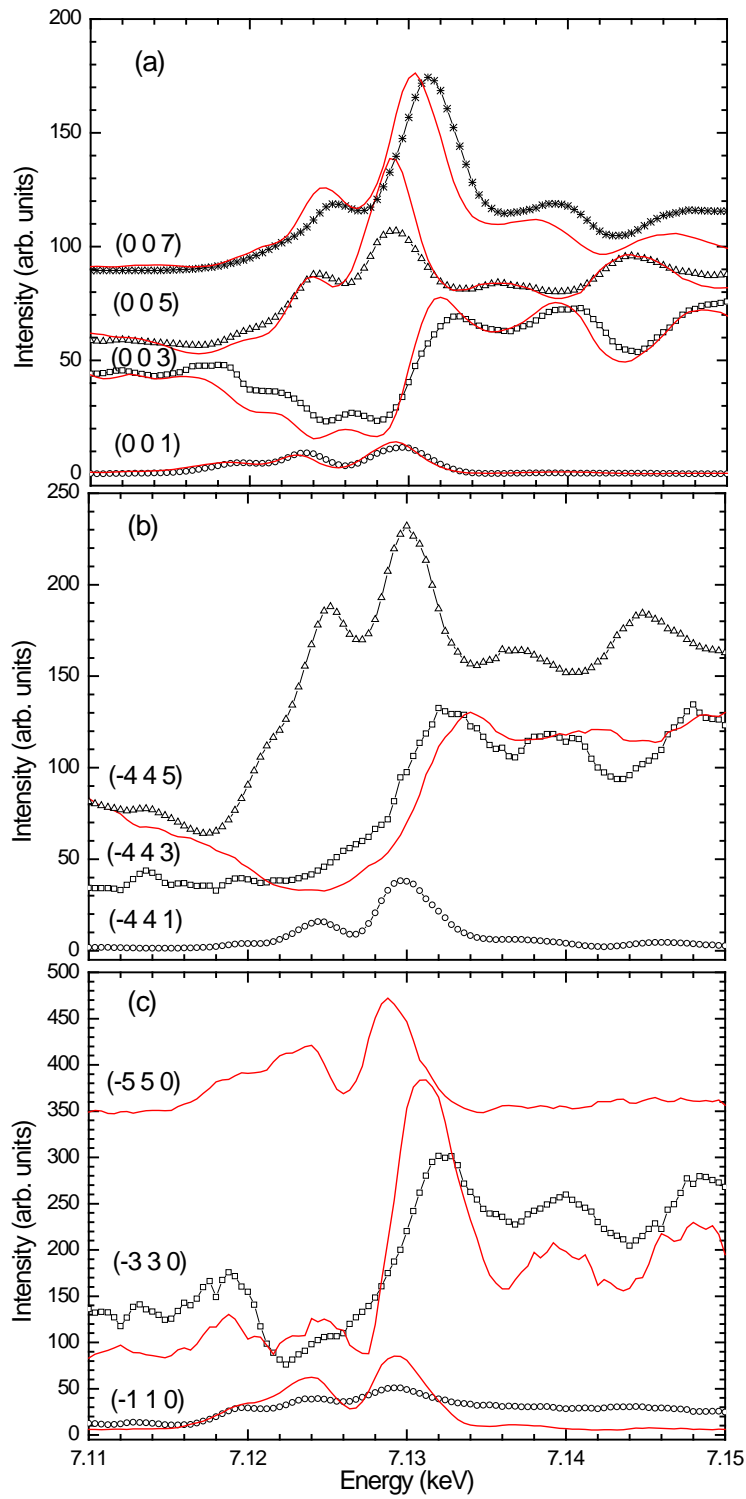 200
(a)
150
(0 0 7)
100
(0 0 5)
(0 0 3)
50
(0 0 1)
0
Intensity (arb. units)
250
(b)
200
150
(-4 4 5)
100
(-4 4 3)
50
(-4 4 1)
0
Intensity (arb. units)
500
(c)
450
(-5 5 0)
400
350
300
250
200
(-3 3 0)
150
100
50
(-1 1 0)
0
Intensity (arb. units)
7.11 7.12 7.13 7.14 7.15
Energy (keV)